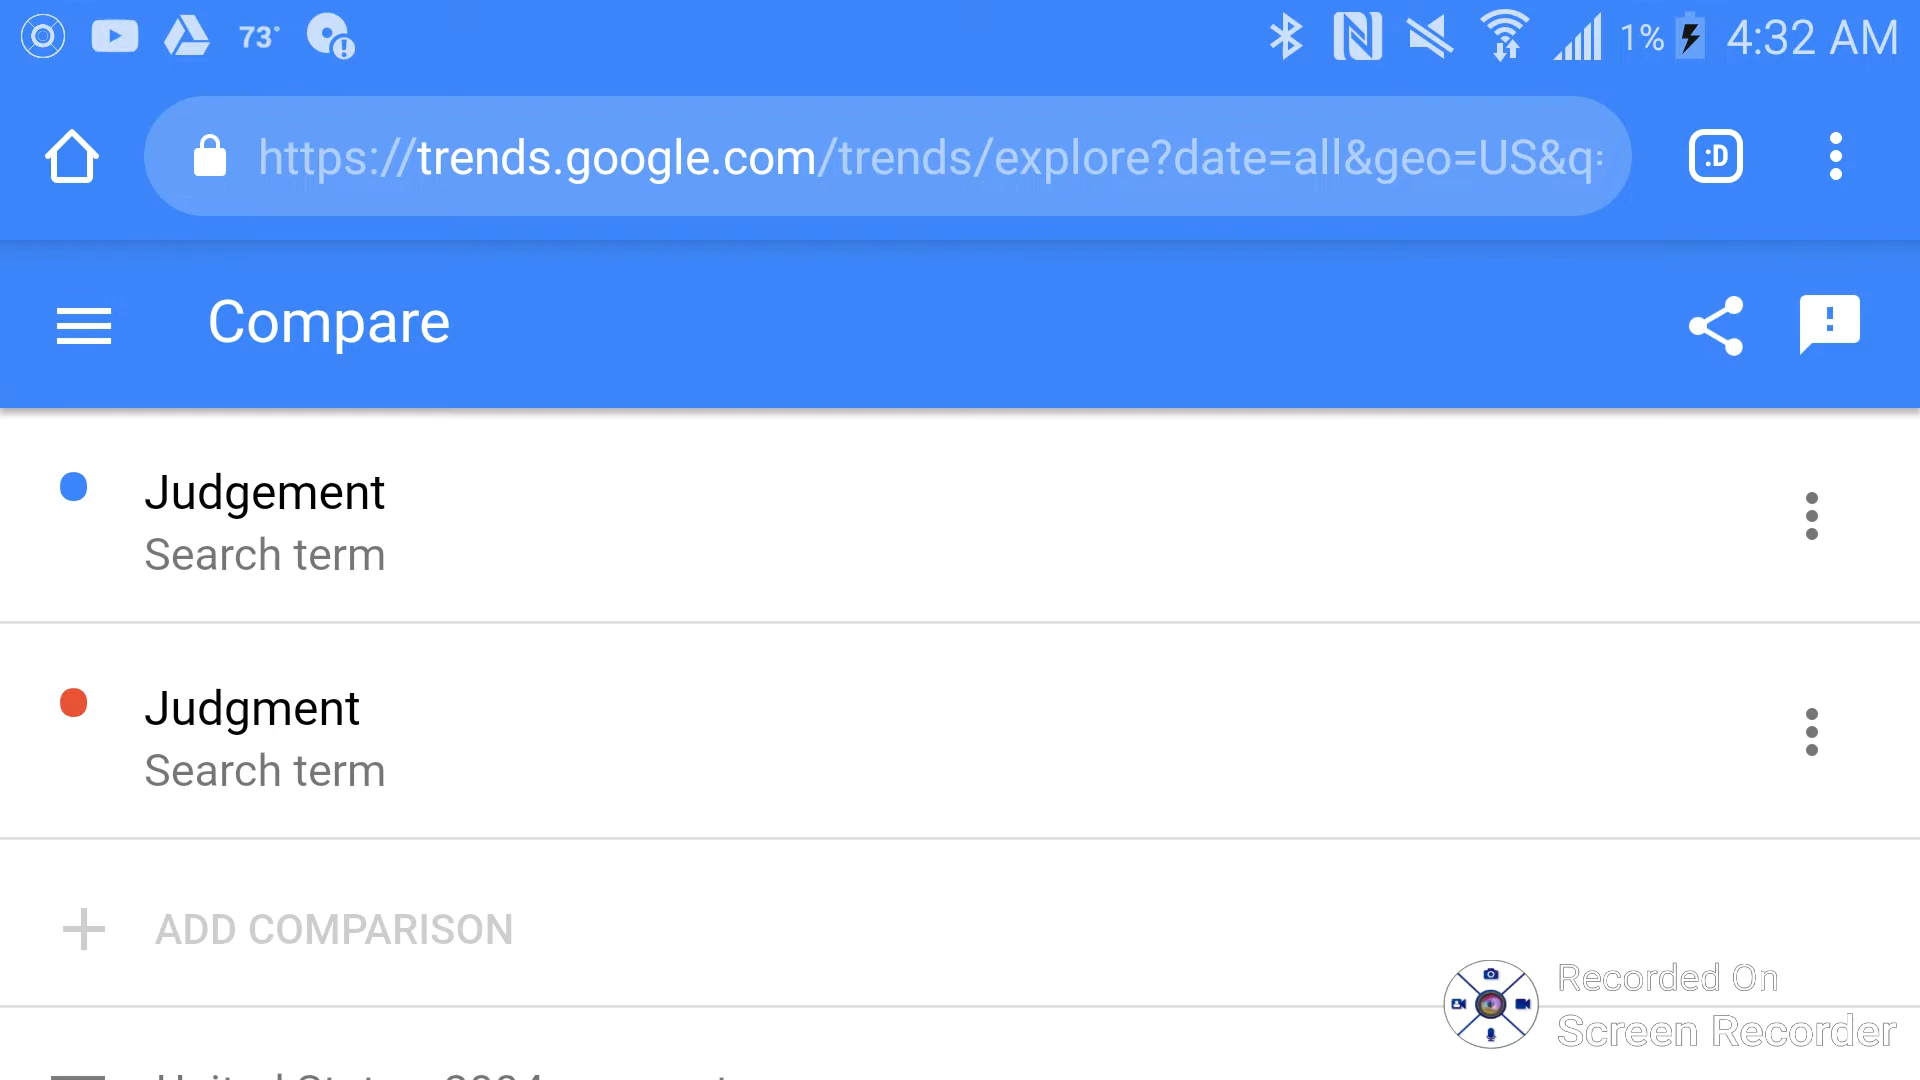 73°
1%
4:32 AM
https://trends.google.com/trends/explore?date=all&geo=US&q=
:D
Compare
Judgement
Search term
Judgment
Search term
ADD COMPARISON
Recorded On
Screen Recorder